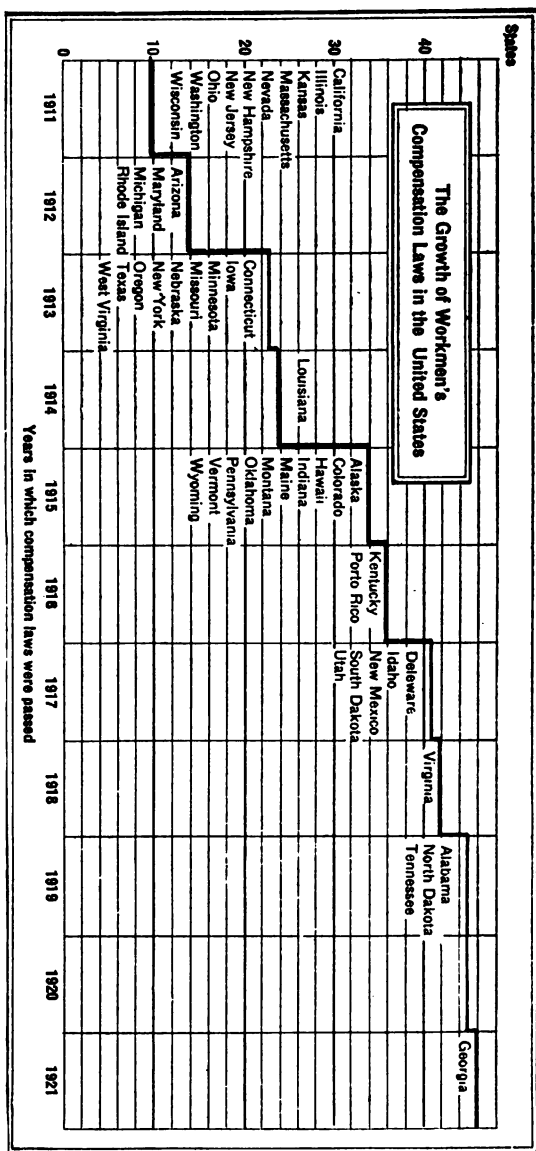 States
The Growth of Workmen's
Compensation Laws in the United States
40
30
20
10
0
California
Illinois
Kansas
Massachusetts
Nevada
New Hampshire
New Jersey
Ohio
Washington
Wisconsin
Arizona
Maryland
Michigan
Rhode Island
Connecticut
Iowa
Minnesota
Missouri
Nebraska
New York
Oregon
Texas
West Virginia
Louisiana
Alaska
Colorado
Hawaii
Indiana
Maine
Montana
Oklahoma
Pennsylvania
Vermont
Wyoming
Kentucky
Porto Rico
Deleware
Idaho
New Mexico
South Dakota
Utah
Virginia
Alabama
North Dakota
Tennessee
Georgia
1911 1912 1913 1914 1915 1916 1917 1918 1919 1920 1921
Years in which compensation laws were passed